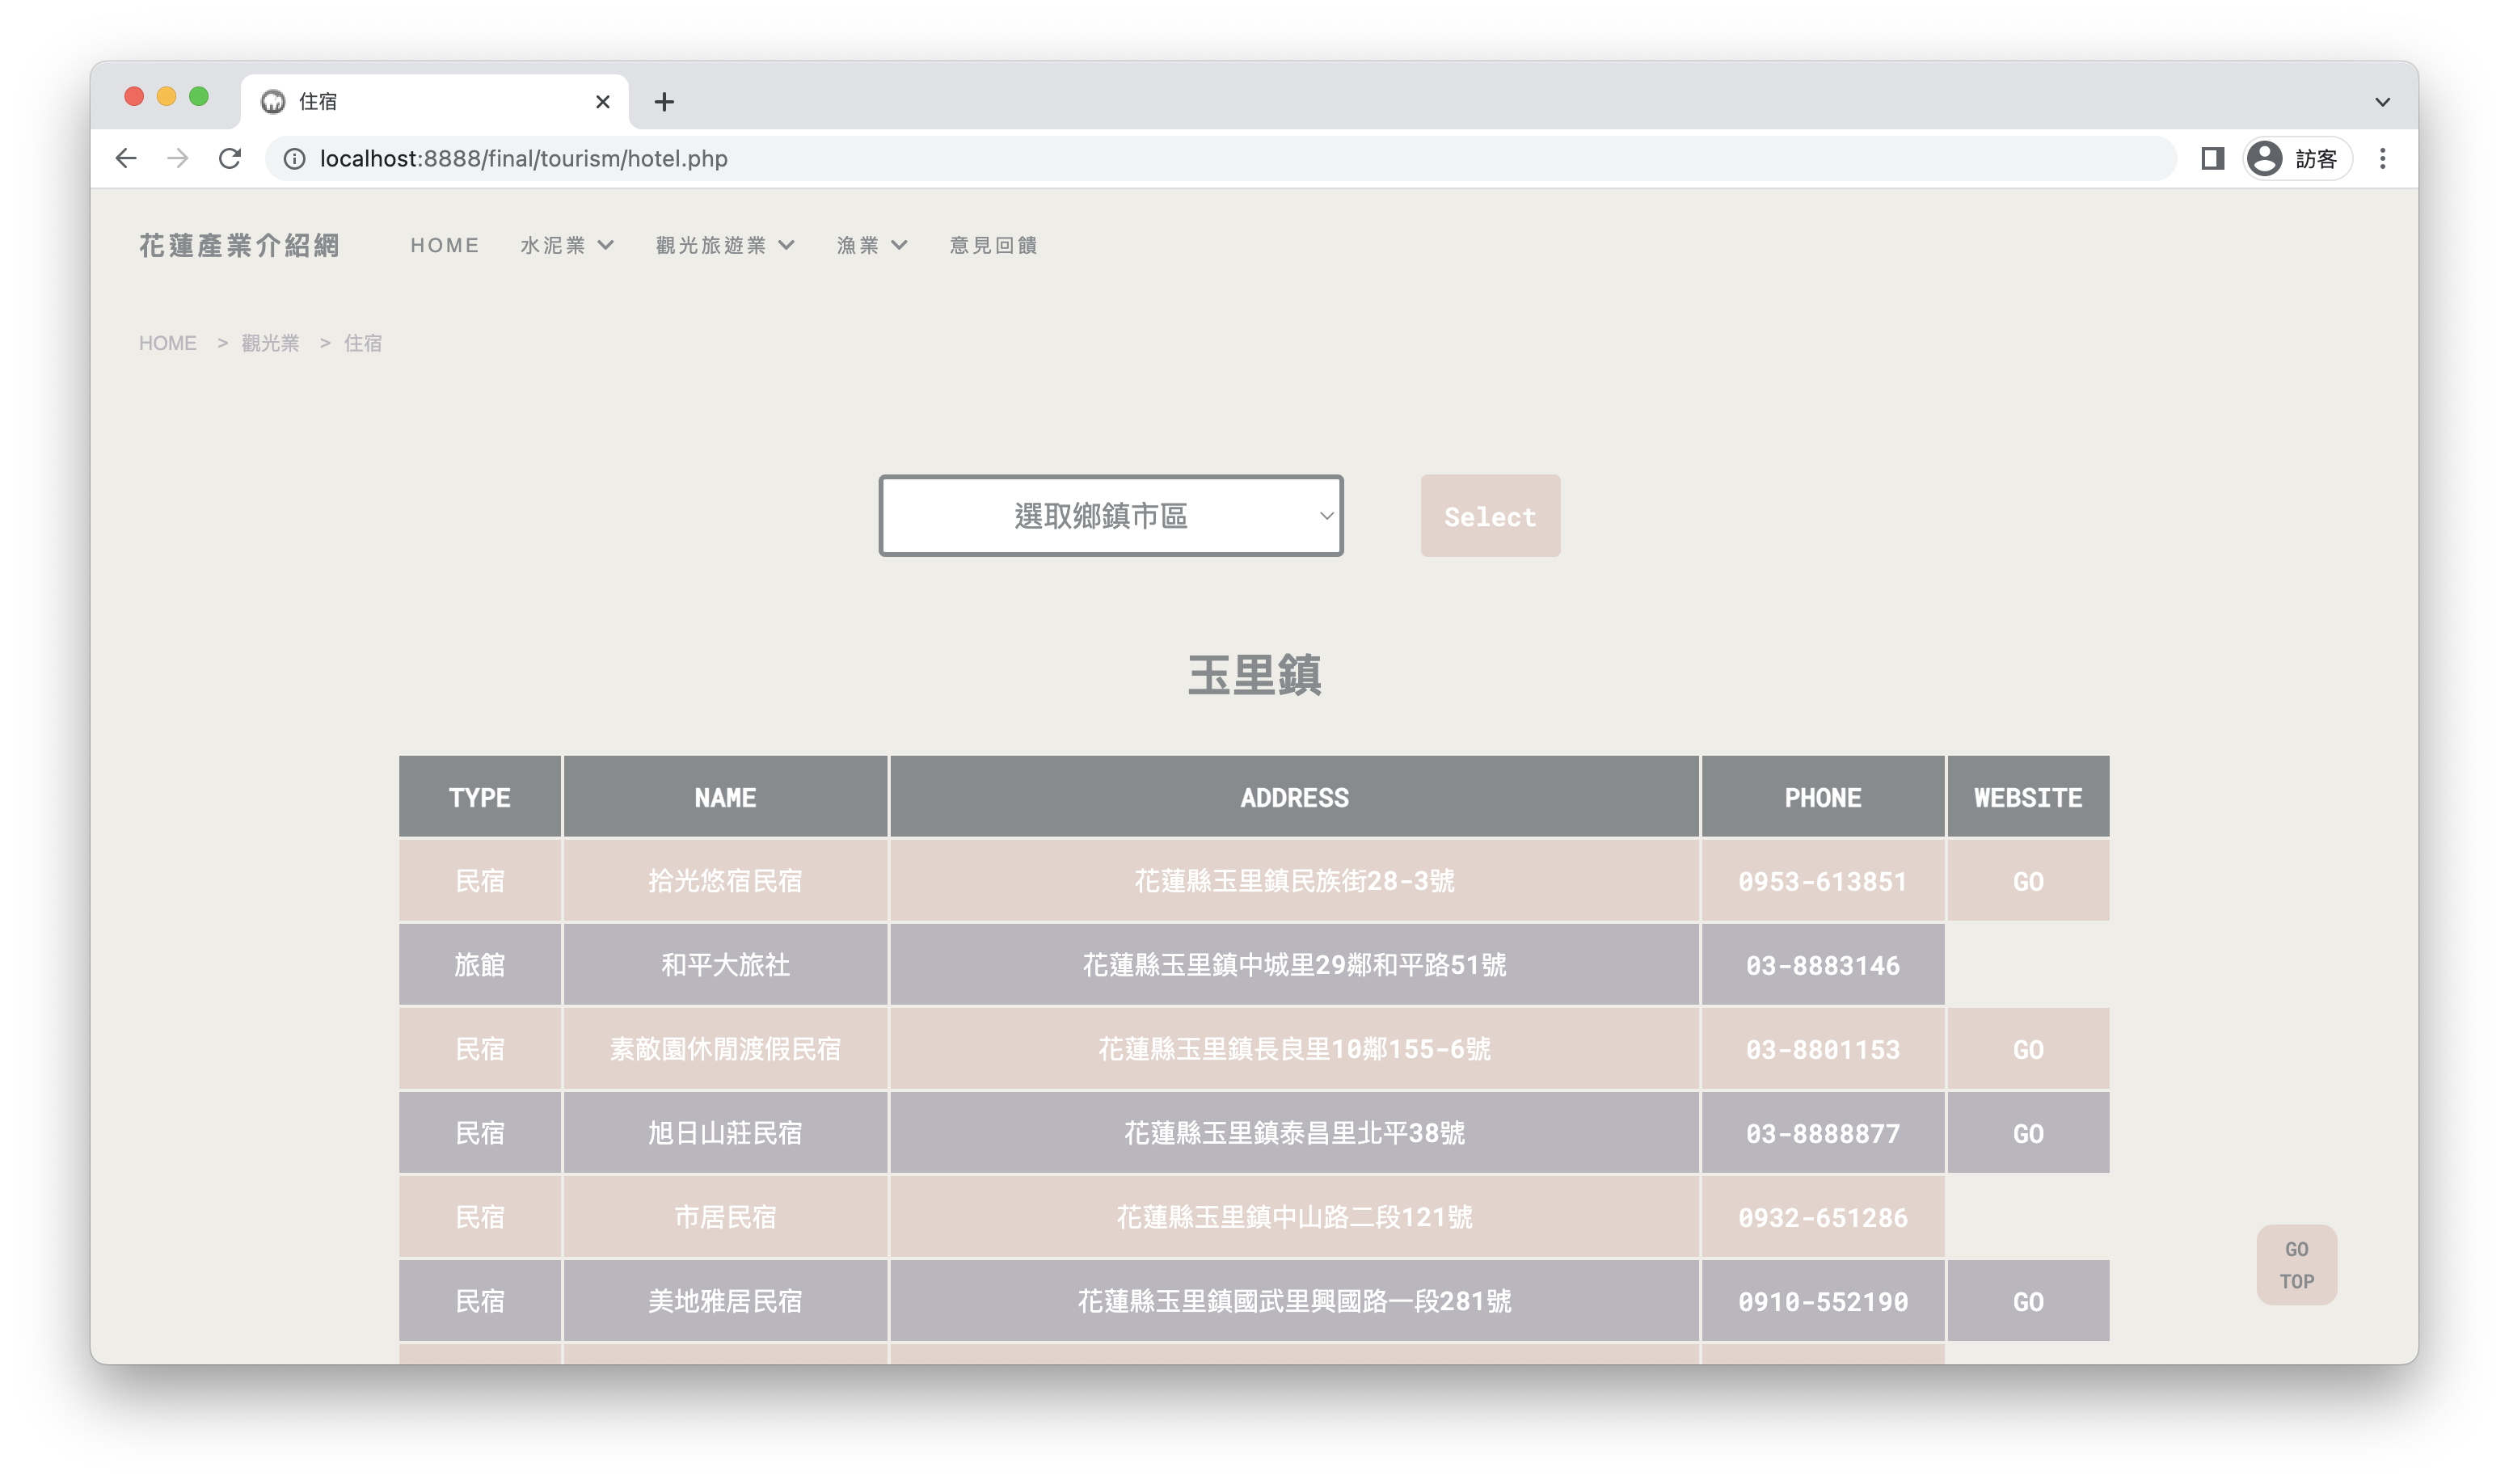 住宿
localhost:8888/final/tourism/hotel.php
訪客
花蓮產業介紹網 HOME 水泥業 觀光旅遊業 漁業 意見回饋
HOME > 觀光業 > 住宿
選取鄉鎮市區 Select
玉里鎮
TYPE NAME ADDRESS PHONE WEBSITE
民宿 拾光悠宿民宿 花蓮縣玉里鎮民族街28-3號 0953-613851 GO
旅館 和平大旅社 花蓮縣玉里鎮中城里29鄰和平路51號 03-8883146
民宿 素敵園休閒渡假民宿 花蓮縣玉里鎮長良里10鄰155-6號 03-8801153 GO
民宿 旭日山莊民宿 花蓮縣玉里鎮泰昌里北平38號 03-8888877 GO
民宿 市居民宿 花蓮縣玉里鎮中山路二段121號 0932-651286
民宿 美地雅居民宿 花蓮縣玉里鎮國武里興國路一段281號 0910-552190 GO
GO
TOP